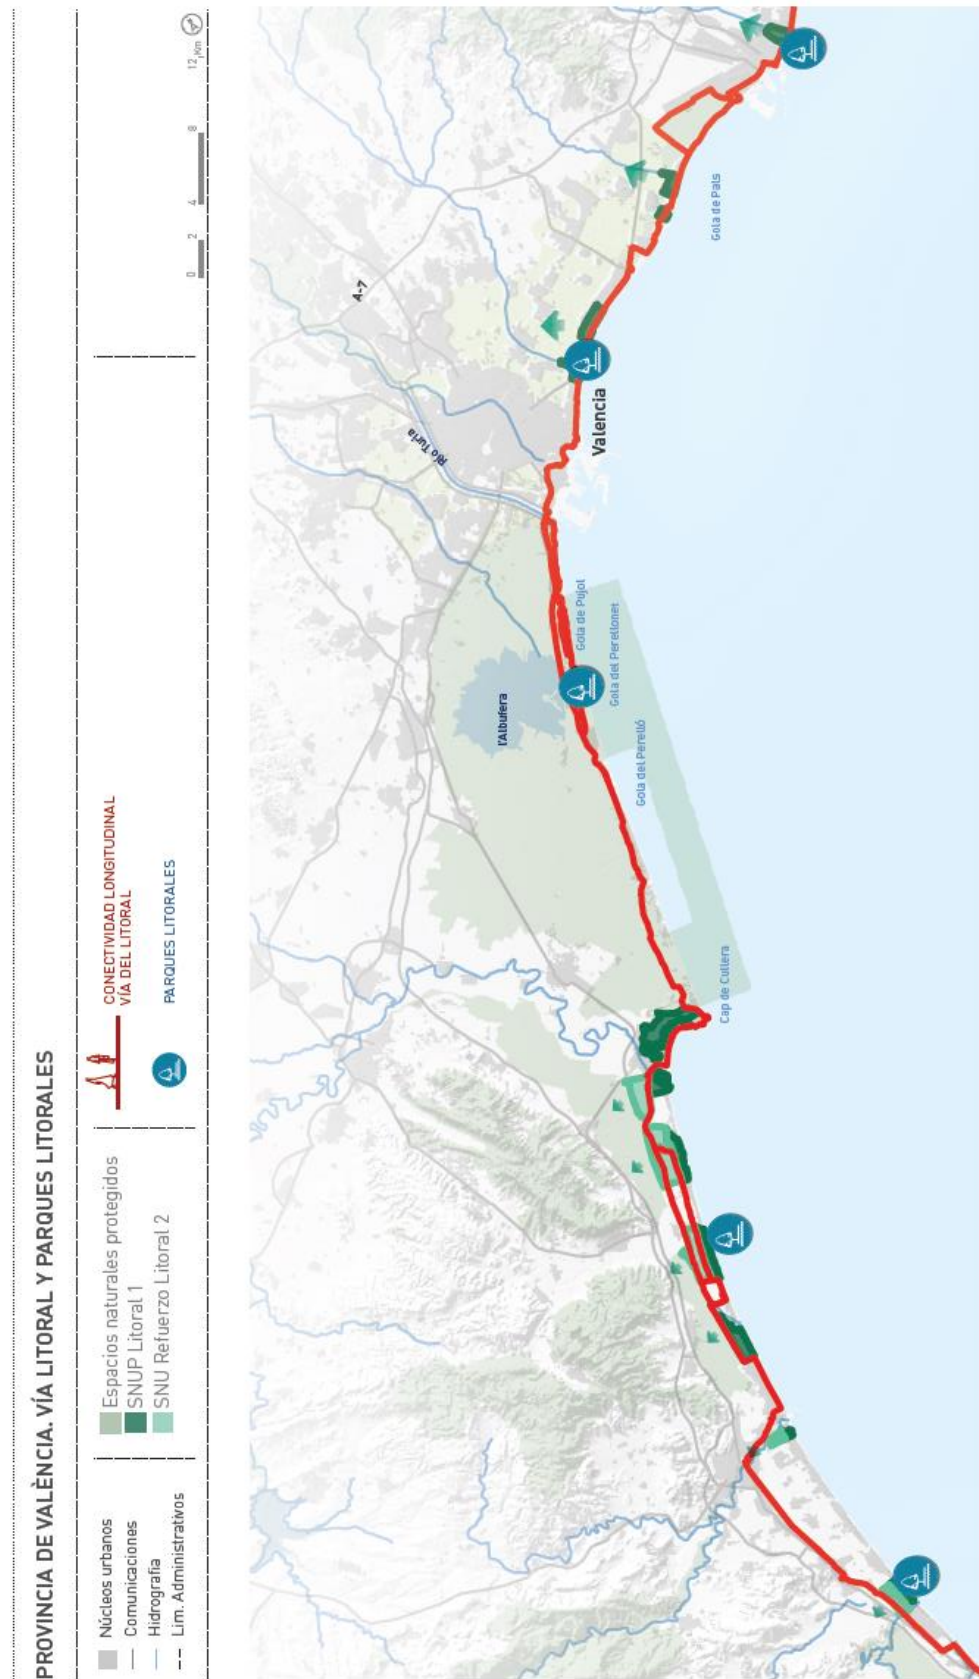 PROVINCIA DE VALÈNCIA. VÍA LITORAL Y PARQUES LITORALES
Núcleos urbanos
Comunicaciones
Hidrografía
Lim. Administrativos
Espacios naturales protegidos
SNUP Litoral 1
SNU Refuerzo Litoral 2
CONECTIVIDAD LONGITUDINAL
VÍA DEL LITORAL
PARQUES LITORALES
0 2 4 8 12 Km
A-7
Río Turia
Valencia
l'Albufera
Gola de Pujol
Gola del Perellonet
Gola del Perelló
Cap de Cullera
Gola de Pals